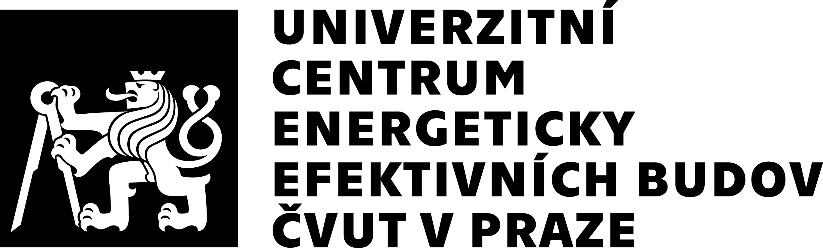 UNIVERZITNÍ
CENTRUM
ENERGETICKY
EFEKTIVNÍCH BUDOV
ČVUT V PRAZE